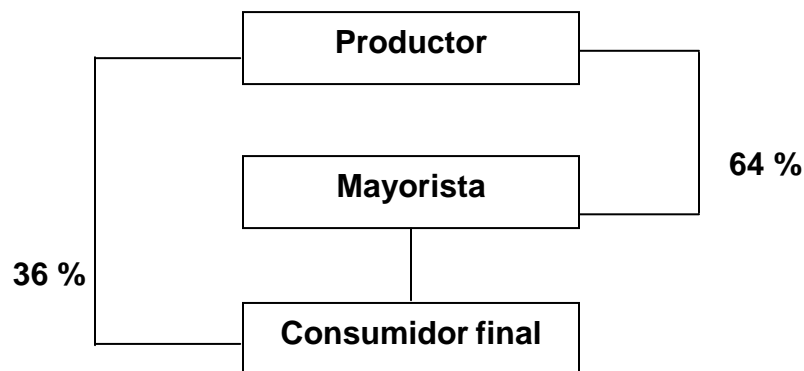 Productor
64 %
Mayorista
36 %
Consumidor final